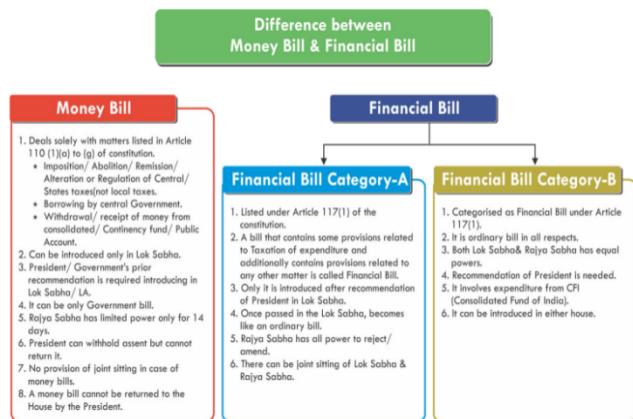 Difference between
Money Bill & Financial Bill
Money Bill
1. Deals solely with matters listed in Article
110 (1)(a) to (g) of constitution.
* Imposition/ Abolition/ Remission/
Alteration or Regulation of Central/
States taxes(not local taxes.
* Borrowing by central Government.
* Withdrawal/ receipt of money from
consolidated/ Continency fund/ Public
Account.
2. Can be introduced only in Lok Sabha.
3. President/ Government's prior
recommendation is required introducing in
Lok Sabha/ LA.
4. It can be only Government bill.
5. Rajya Sabha has limited power only for 14
days.
6. President can withhold assent but cannot
return it.
7. No provision of joint sitting in case of
money bills.
8. A money bill cannot be returned to the
House by the President.
Financial Bill
Financial Bill Category-A
1. Listed under Article 117(1) of the
constitution.
2. A bill that contains some provisions related
to Taxation of expenditure and
additionally contains provisions related to
any other matter is called Financial Bill.
3. Only it is introduced after recommendation
of President in Lok Sabha.
4. Once passed in the Lok Sabha, becomes
like an ordinary bill.
5. Rajya Sabha has all power to reject/
amend.
6. There can be joint sitting of Lok Sabha &
Rajya Sabha.
Financial Bill Category-B
1. Categorised as Financial Bill under Article
117(1).
2. It is ordinary bill in all respects.
3. Both Lok Sabha& Rajya Sabha has equal
powers.
4. Recommendation of President is needed.
5. It involves expenditure from CFI
(Consolidated Fund of India).
6. It can be introduced in either house.